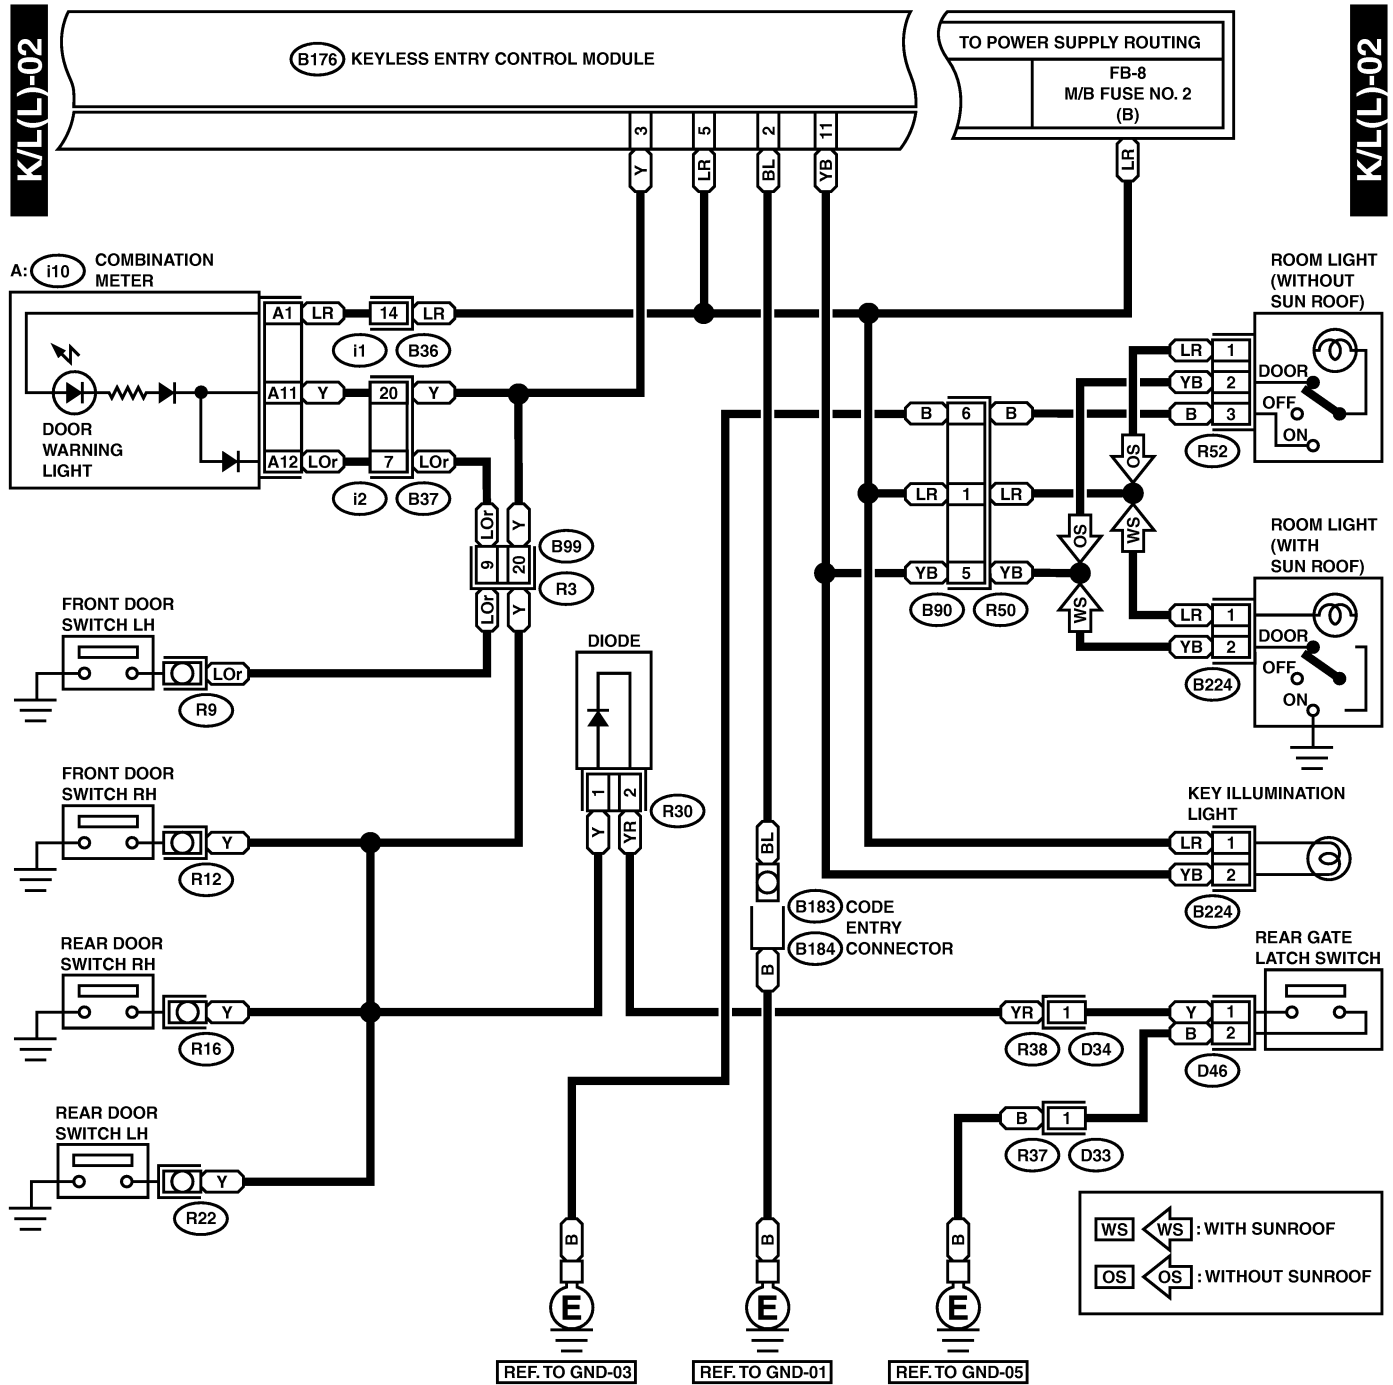 K/L(L)-02
B176 KEYLESS ENTRY CONTROL MODULE
TO POWER SUPPLY ROUTING
FB-8
M/B FUSE NO. 2
(B)
K/L(L)-02
3 5 2 11
Y LR BL YB LR
A: i10 COMBINATION
METER
A1 LR 14 LR
i1 B36
A11 Y 20 Y
DOOR
WARNING
LIGHT
A12 LOr 7 LOr
i2 B37
ROOM LIGHT
(WITHOUT
SUN ROOF)
LR 1
YB 2
B 3
DOOR
OFF
ON
R52
B 6 B
LR 1 LR
YB 5 YB
B90 R50
OS
WS
OS
WS
LOr Y
9 20
LOr Y
B99
R3
ROOM LIGHT
(WITH
SUN ROOF)
LR 1
YB 2
DOOR
OFF
ON
B224
FRONT DOOR
SWITCH LH
LOr
R9
DIODE
1 2
Y YR
R30
FRONT DOOR
SWITCH RH
Y
R12
KEY ILLUMINATION
LIGHT
LR 1
YB 2
B224
BL
B183 CODE
ENTRY
B184 CONNECTOR
B
REAR DOOR
SWITCH RH
Y
R16
REAR GATE
LATCH SWITCH
YR 1 Y 1
B 2
R38 D34
D46
B 1
R37 D33
REAR DOOR
SWITCH LH
Y
R22
B B B
E E E
REF. TO GND-03 REF. TO GND-01 REF. TO GND-05
WS WS : WITH SUNROOF
OS OS : WITHOUT SUNROOF